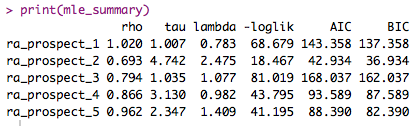 > print(mle_summary)
rho tau lambda -loglik AIC BIC
ra_prospect_1 1.020 1.007 0.783 68.679 143.358 137.358
ra_prospect_2 0.693 4.742 2.475 18.467 42.934 36.934
ra_prospect_3 0.794 1.035 1.077 81.019 168.037 162.037
ra_prospect_4 0.866 3.130 0.982 43.795 93.589 87.589
ra_prospect_5 0.962 2.347 1.409 41.195 88.390 82.390